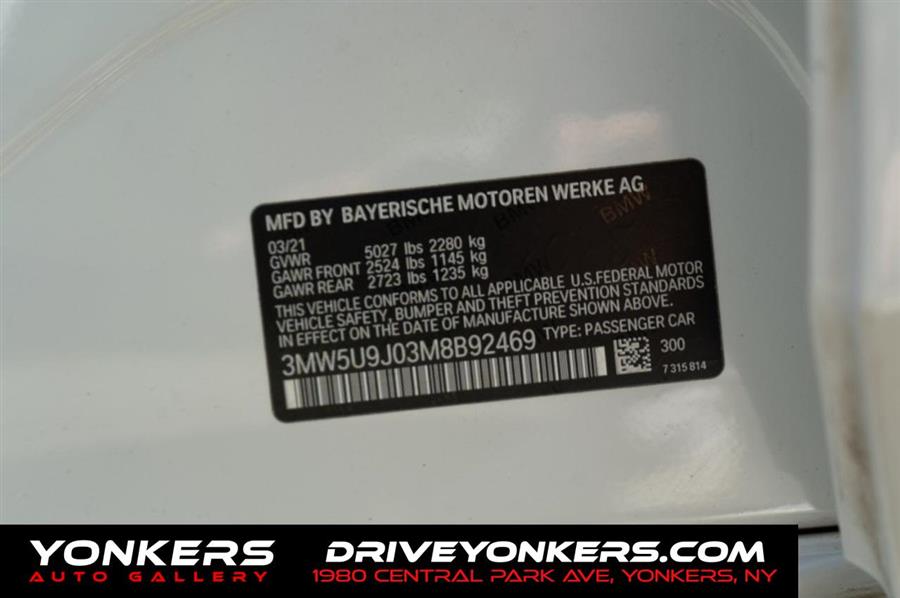 MFD BY BAYERISCHE MOTOREN WERKE AG
BMW
03/21
GVWR 5027 lbs 2280 kg
GAWR FRONT 2524 lbs 1145 kg
GAWR REAR 2723 lbs 1235 kg
THIS VEHICLE CONFORMS TO ALL APPLICABLE U.S.FEDERAL MOTOR
VEHICLE SAFETY, BUMPER AND THEFT PREVENTION STANDARDS
IN EFFECT ON THE DATE OF MANUFACTURE SHOWN ABOVE.
3MW5U9J03M8B92469 TYPE: PASSENGER CAR
300
7 315 814
YONKERS
AUTO GALLERY
DRIVEYONKERS.COM
1980 CENTRAL PARK AVE, YONKERS, NY